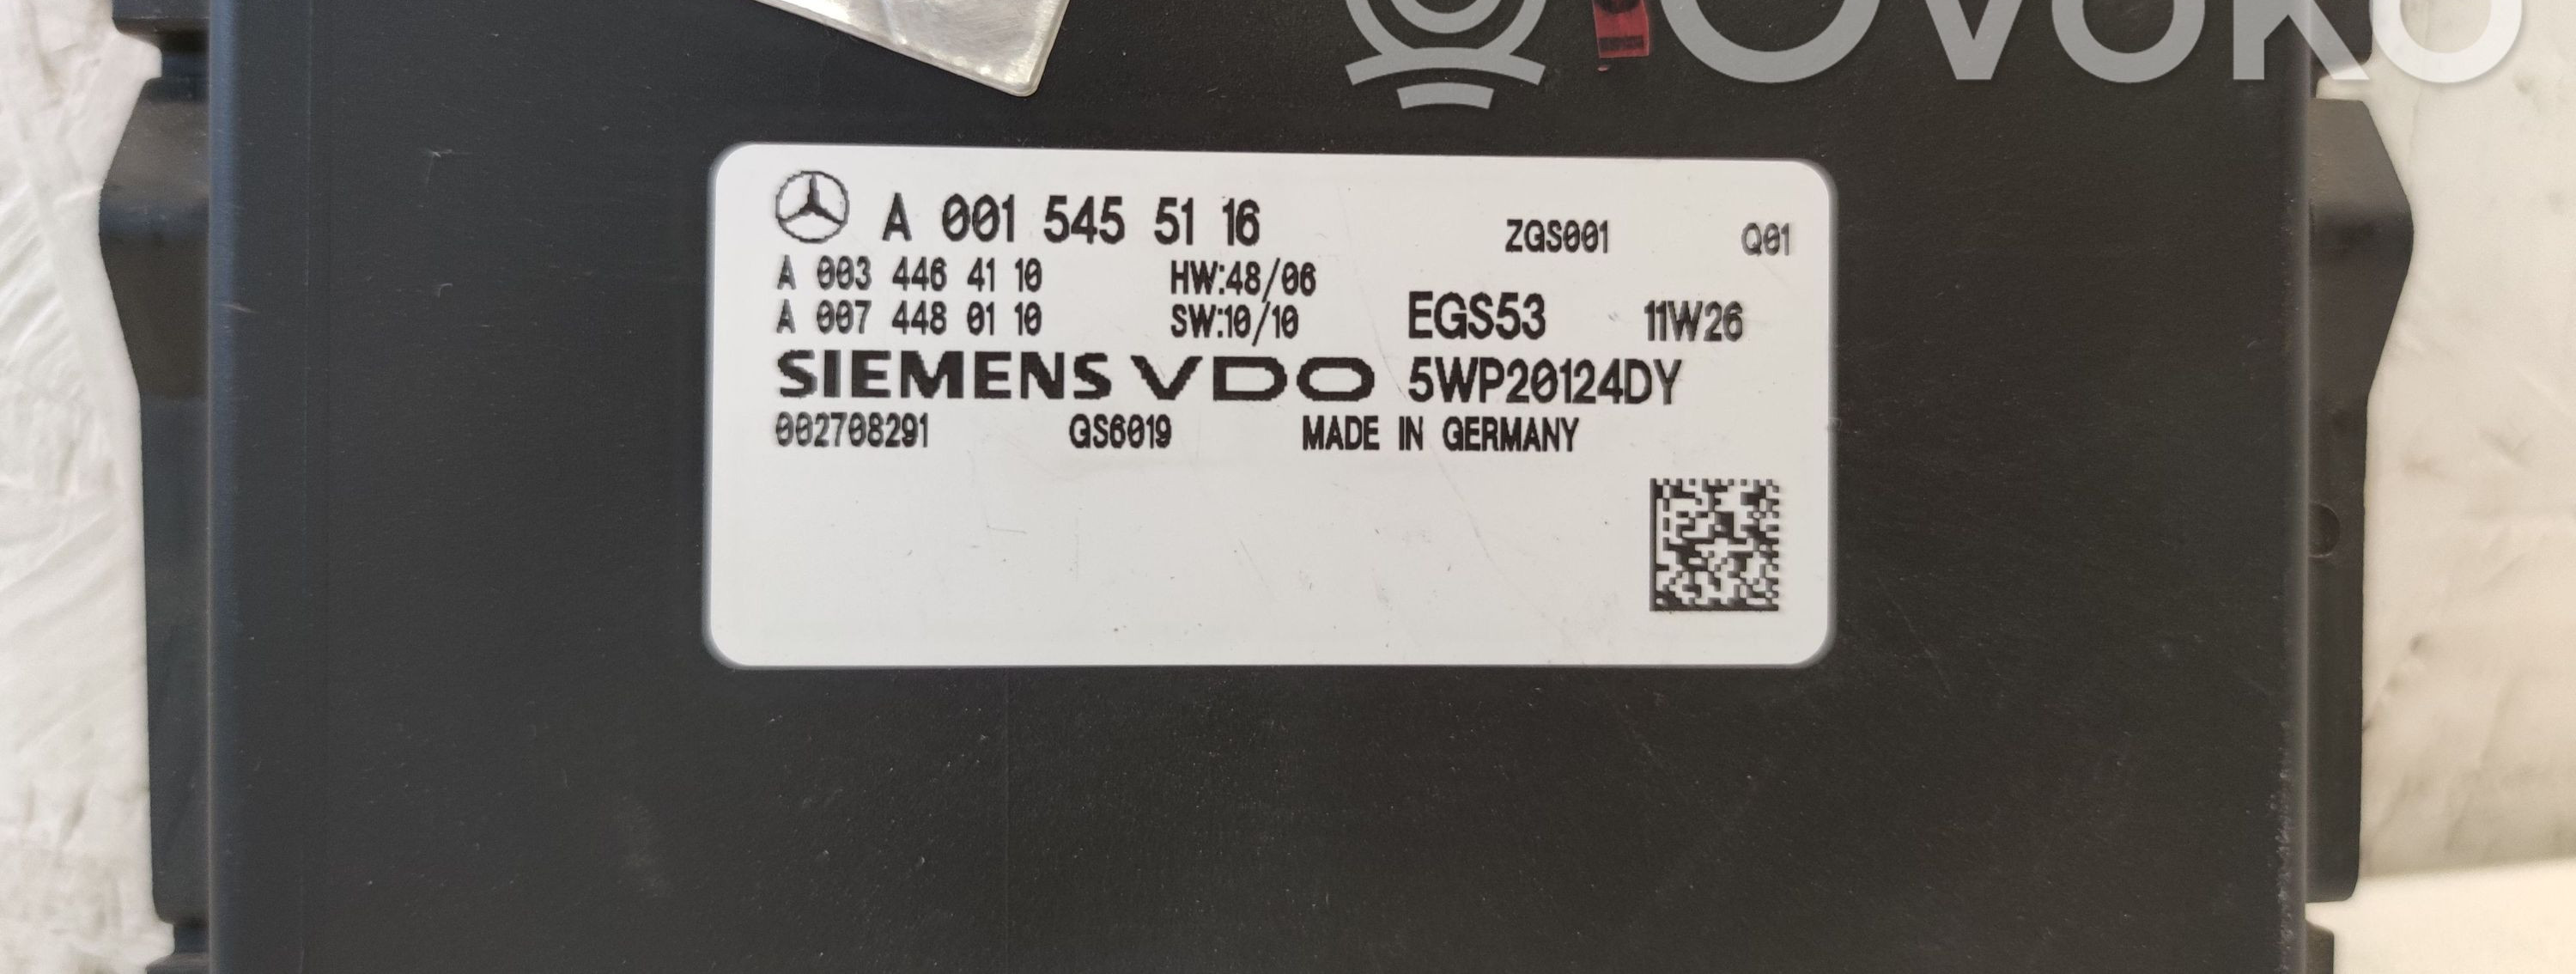 OVOKO
A 001 545 51 16 ZGS001 Q01
A 003 446 41 10 HW:48/06
A 007 448 01 10 SW:10/10 EGS53 11W26
SIEMENS VDO 5WP20124DY
002708291 GS6019 MADE IN GERMANY